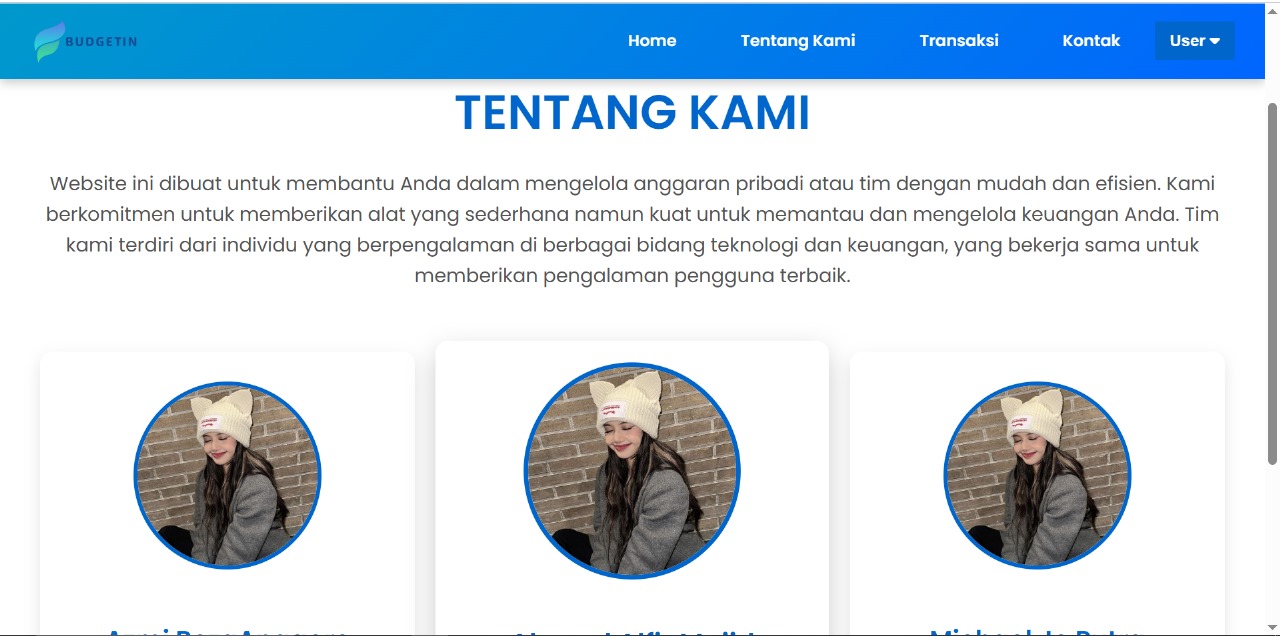 BUDGETIN
Home
Tentang Kami
Transaksi
Kontak
User
TENTANG KAMI
Website ini dibuat untuk membantu Anda dalam mengelola anggaran pribadi atau tim dengan mudah dan efisien. Kami
berkomitmen untuk memberikan alat yang sederhana namun kuat untuk memantau dan mengelola keuangan Anda. Tim
kami terdiri dari individu yang berpengalaman di berbagai bidang teknologi dan keuangan, yang bekerja sama untuk
memberikan pengalaman pengguna terbaik.